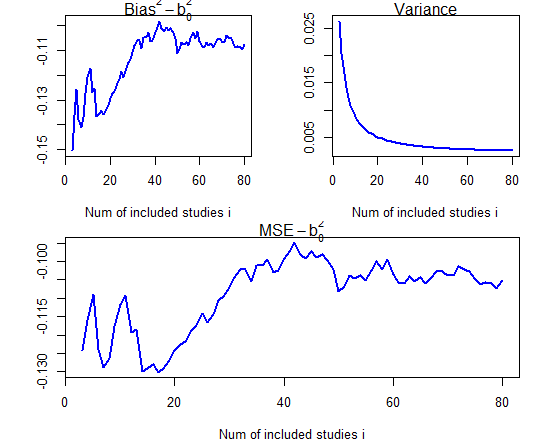 Bias² − b₀²
Variance
-0.11
-0.13
-0.15
0.025
0.015
0.005
0 20 40 60 80
0 20 40 60 80
Num of included studies i
Num of included studies i
MSE − b₀²
-0.100
-0.115
-0.130
0 20 40 60 80
Num of included studies i